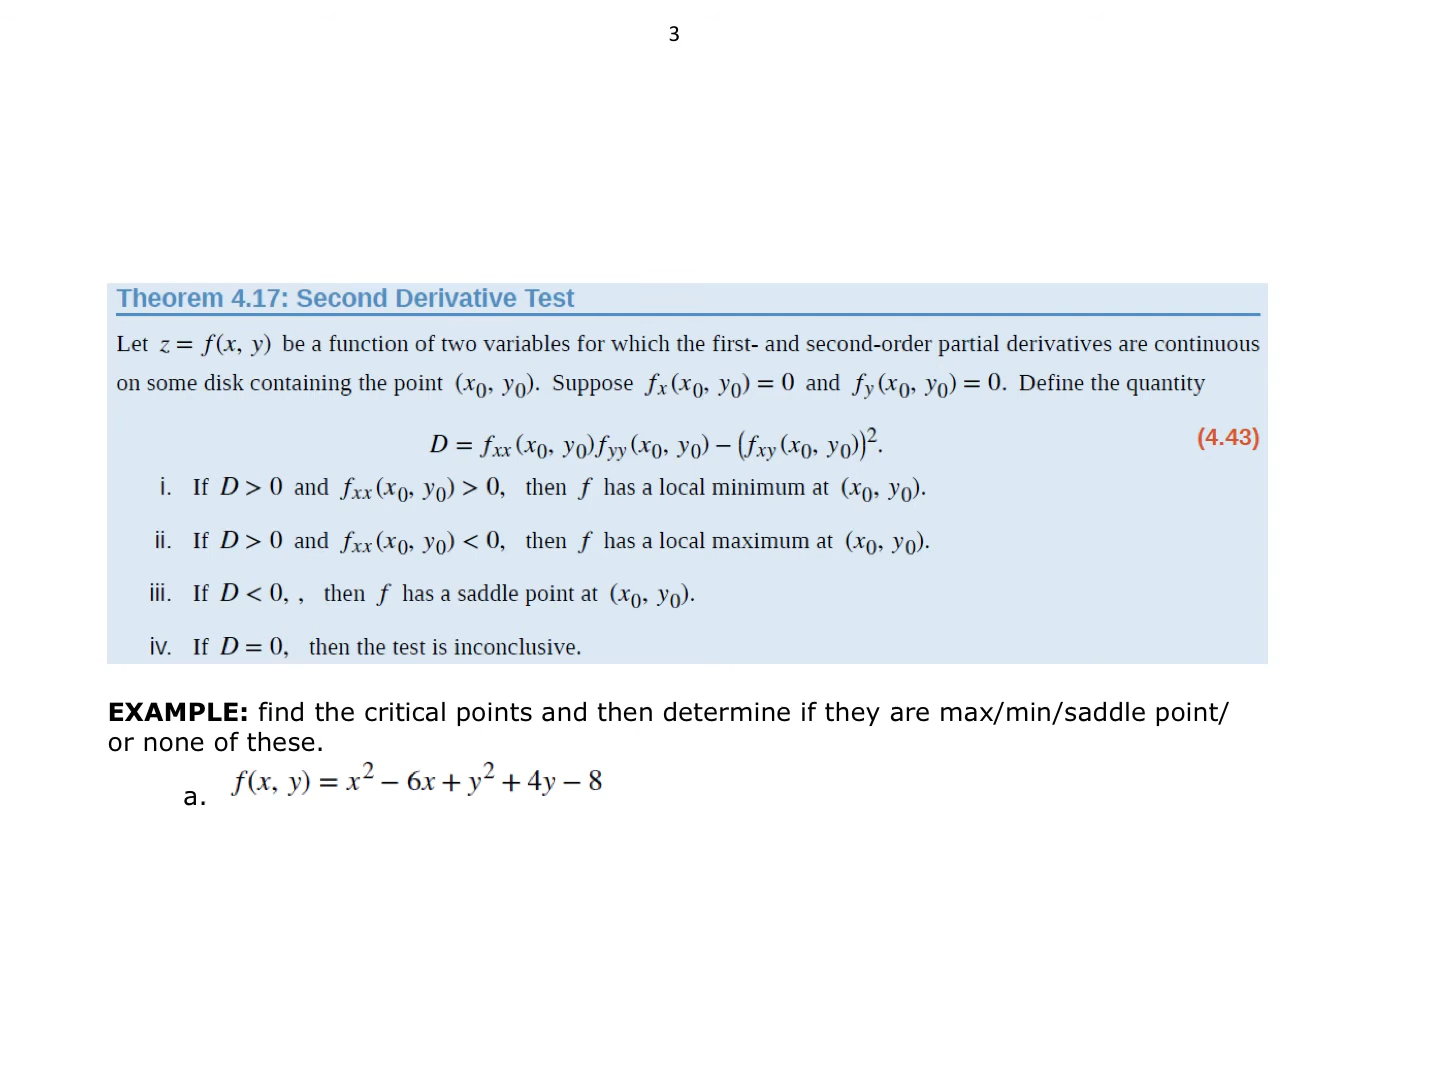 3
Theorem 4.17: Second Derivative Test
Let z = f(x, y) be a function of two variables for which the first- and second-order partial derivatives are continuous
on some disk containing the point (x₀, y₀). Suppose fₓ(x₀, y₀) = 0 and f_y(x₀, y₀) = 0. Define the quantity
D = f_xx(x₀, y₀)f_yy(x₀, y₀) − (f_xy(x₀, y₀))². (4.43)
i. If D > 0 and f_xx(x₀, y₀) > 0, then f has a local minimum at (x₀, y₀).
ii. If D > 0 and f_xx(x₀, y₀) < 0, then f has a local maximum at (x₀, y₀).
iii. If D < 0, , then f has a saddle point at (x₀, y₀).
iv. If D = 0, then the test is inconclusive.
EXAMPLE: find the critical points and then determine if they are max/min/saddle point/
or none of these.
a. f(x, y) = x² − 6x + y² + 4y − 8